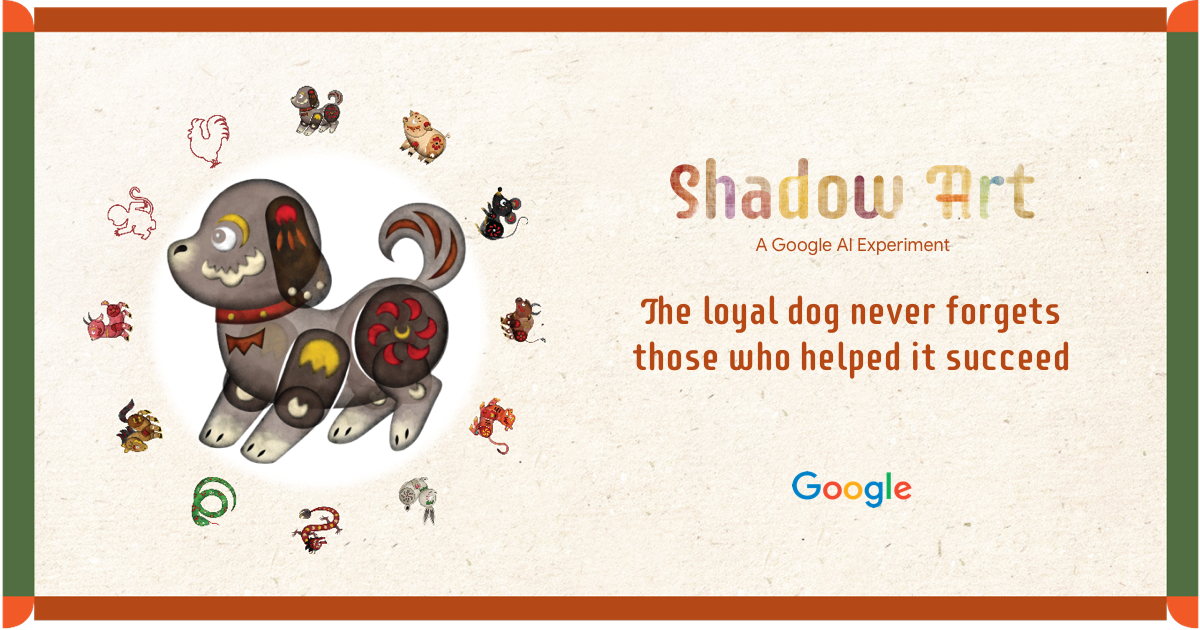 Shadow Art
A Google AI Experiment
The loyal dog never forgets
those who helped it succeed
Google